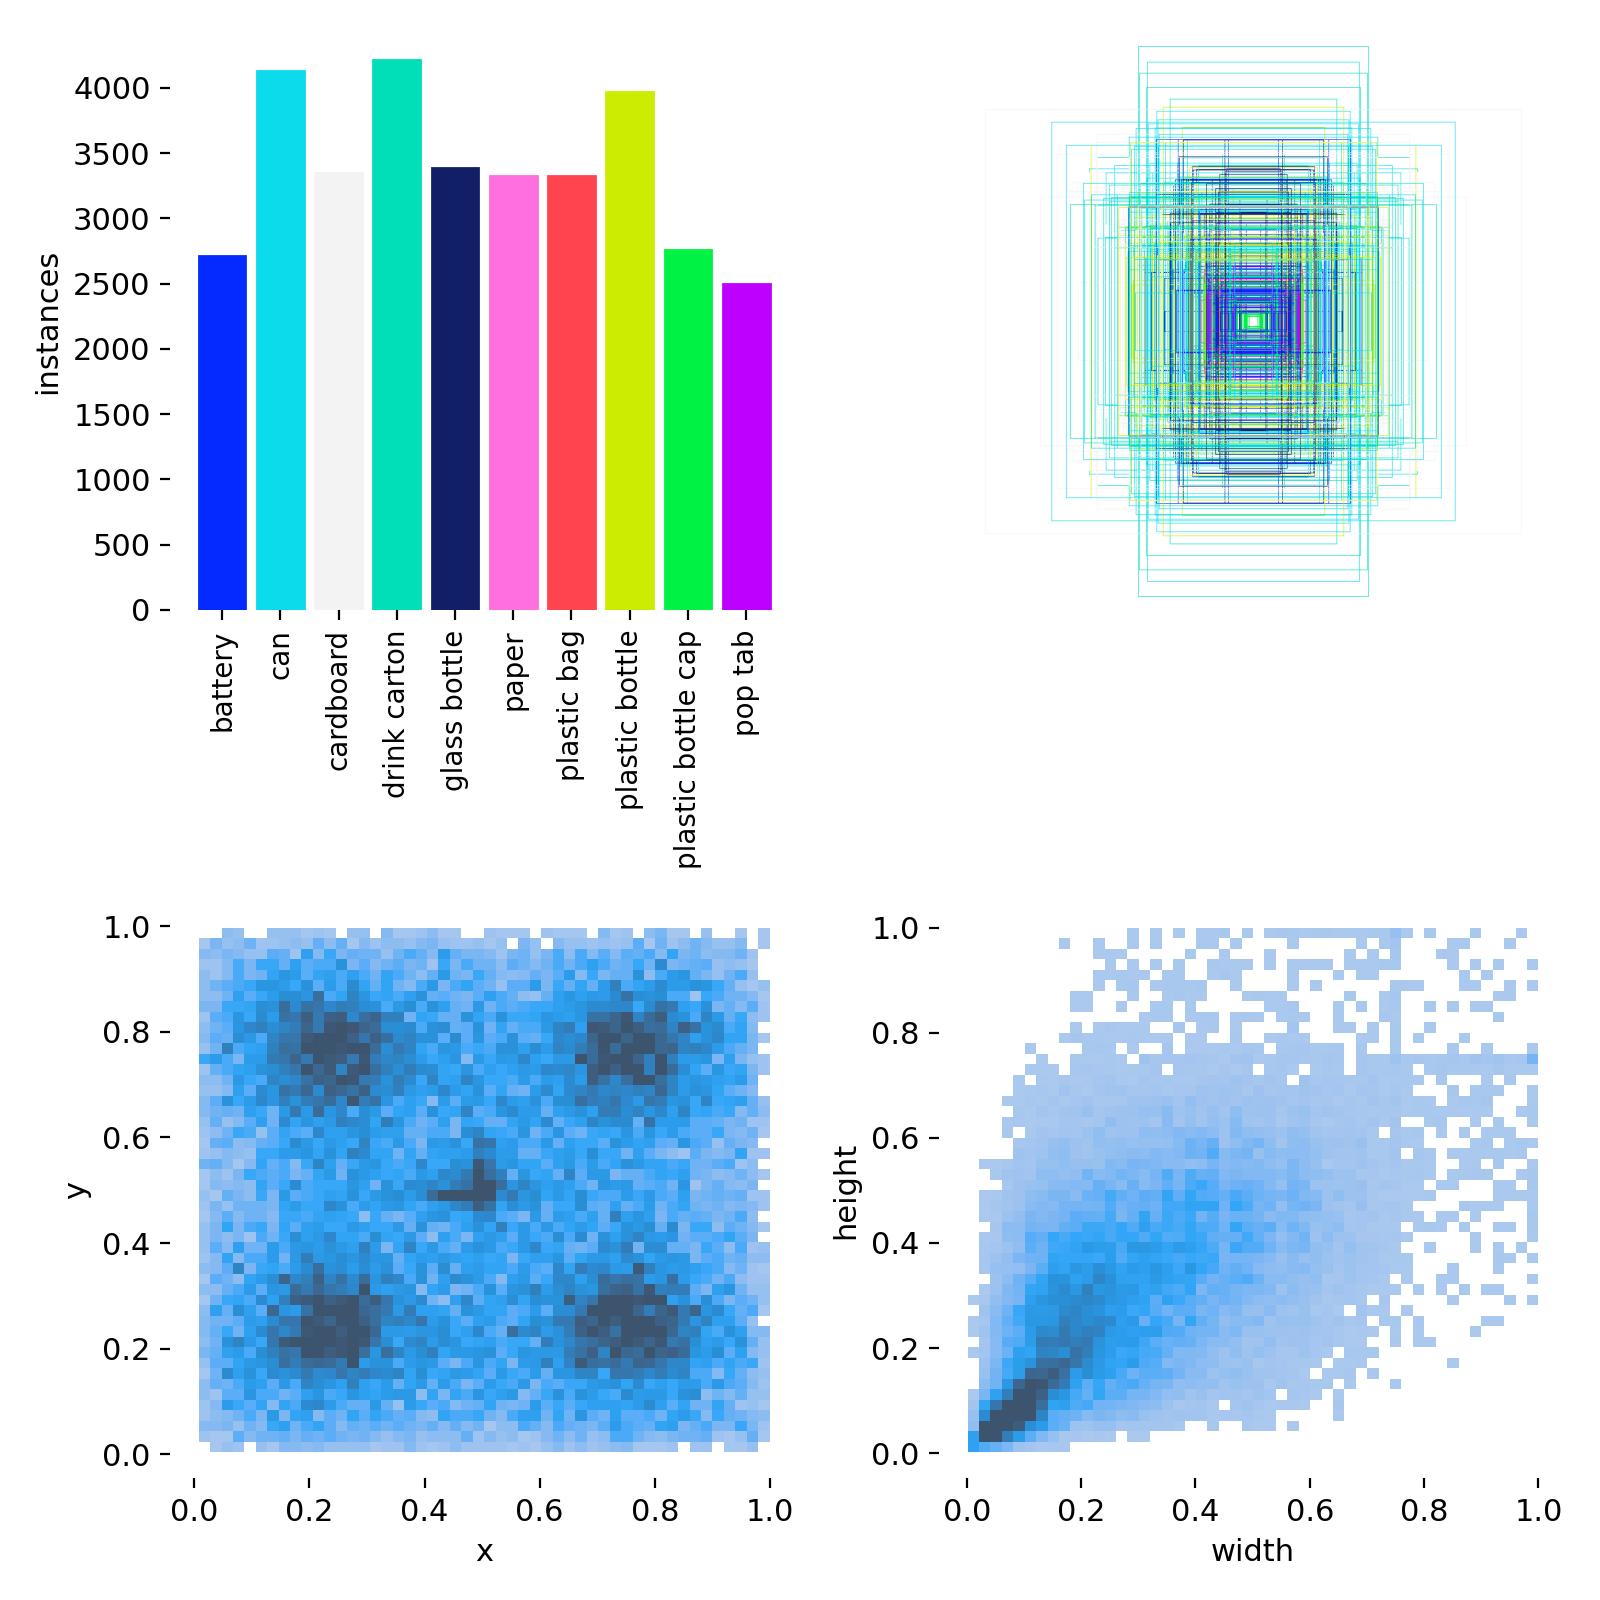 4000
3500
3000
2500
2000
1500
1000
500
0
instances
battery
can
cardboard
drink carton
glass bottle
paper
plastic bag
plastic bottle
plastic bottle cap
pop tab
1.0
0.8
0.6
0.4
0.2
0.0
y
0.0 0.2 0.4 0.6 0.8 1.0
x
1.0
0.8
0.6
0.4
0.2
0.0
height
0.0 0.2 0.4 0.6 0.8 1.0
width